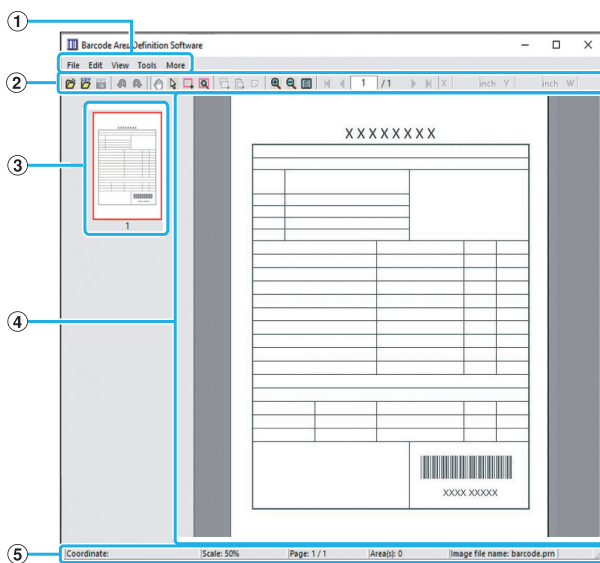 1
Barcode Area Definition Software
File Edit View Tools More
2
1 / 1 X inch Y inch W
3
XXXXXXXX
1
XXXXXXXX
4
XXXX XXXXX
5
Coordinate: Scale: 50% Page: 1 / 1 Area(s): 0 Image file name: barcode.prn